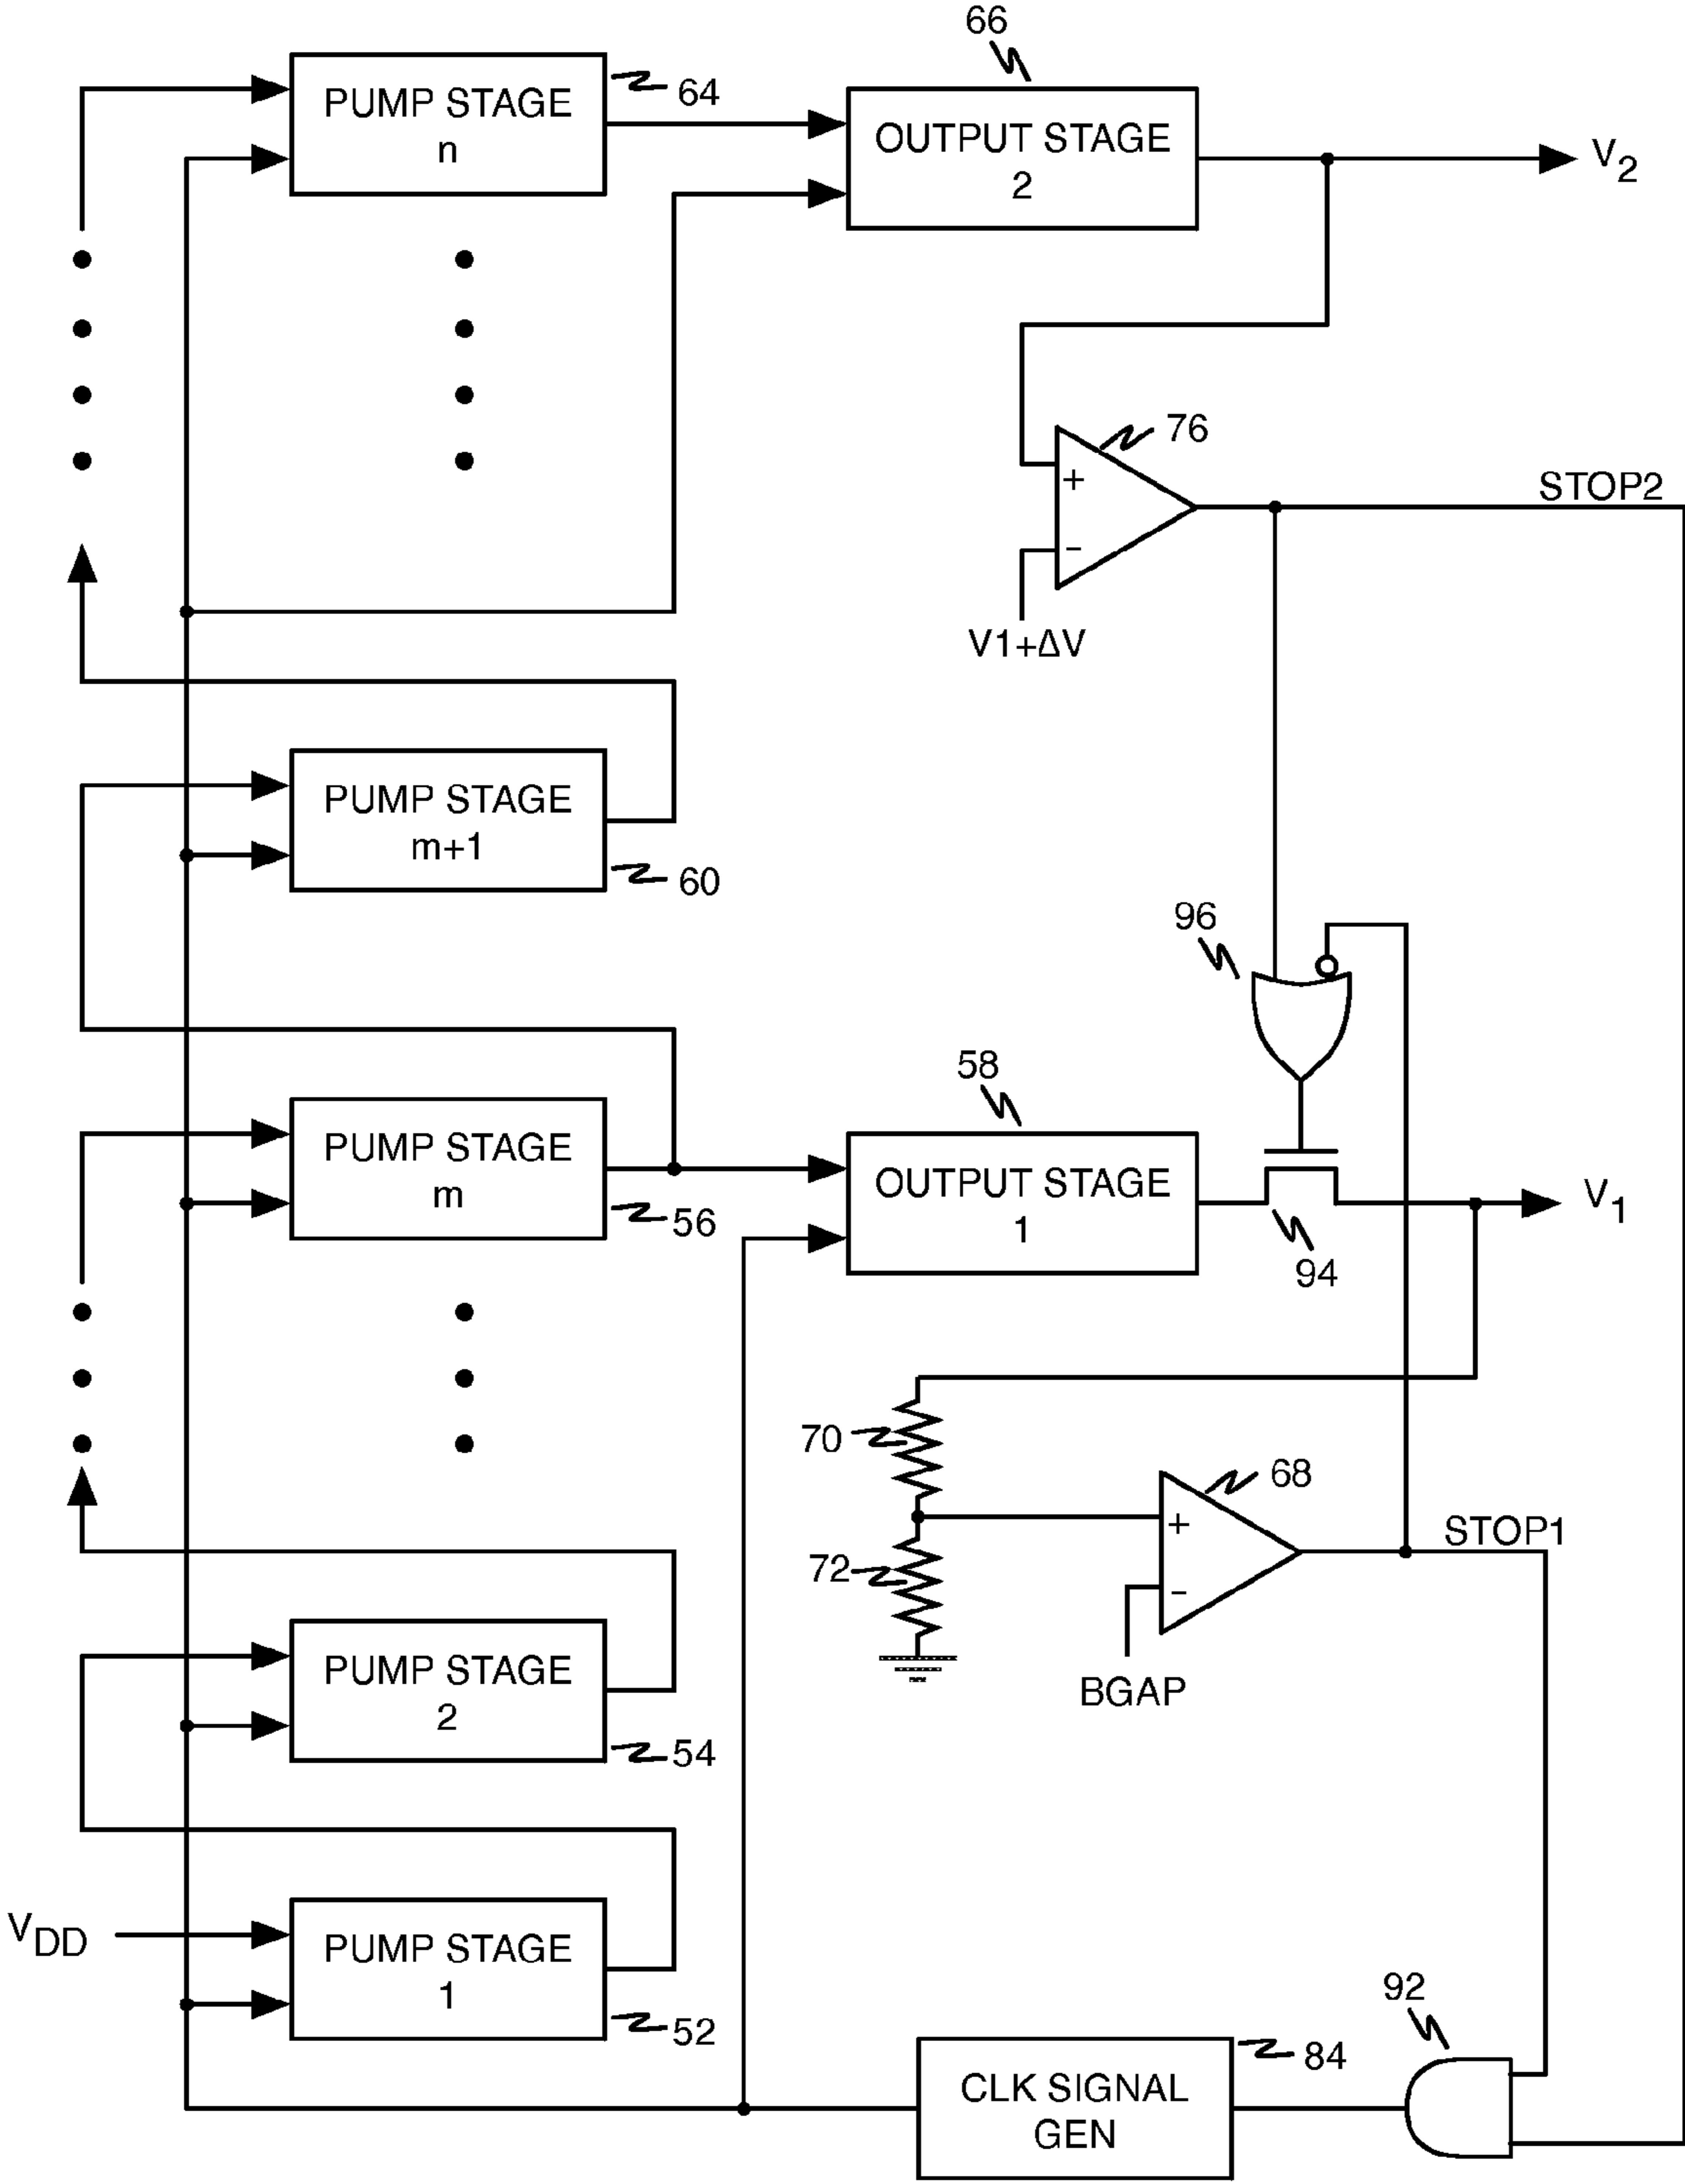 66
PUMP STAGE
n
64
OUTPUT STAGE
2
V2
+
76
STOP2
−
V1+ΔV
PUMP STAGE
m+1
60
96
58
PUMP STAGE
m
56
OUTPUT STAGE
1
V1
94
70
68
+
STOP1
72
−
BGAP
PUMP STAGE
2
54
VDD
PUMP STAGE
1
52
92
84
CLK SIGNAL
GEN